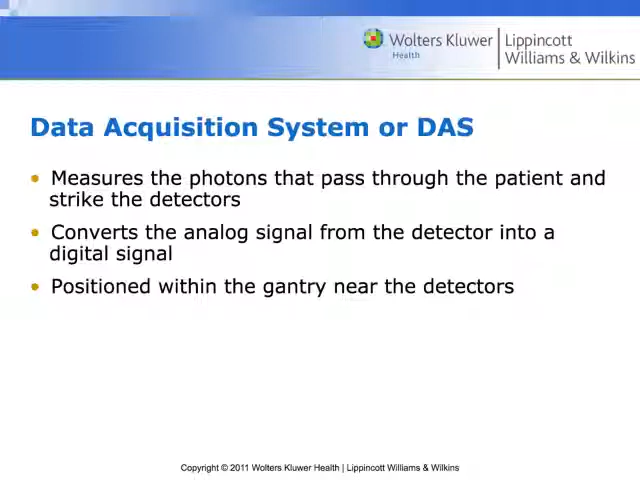 Wolters Kluwer
Health
Lippincott
Williams & Wilkins
Data Acquisition System or DAS
• Measures the photons that pass through the patient and
strike the detectors
• Converts the analog signal from the detector into a
digital signal
• Positioned within the gantry near the detectors
Copyright © 2011 Wolters Kluwer Health | Lippincott Williams & Wilkins